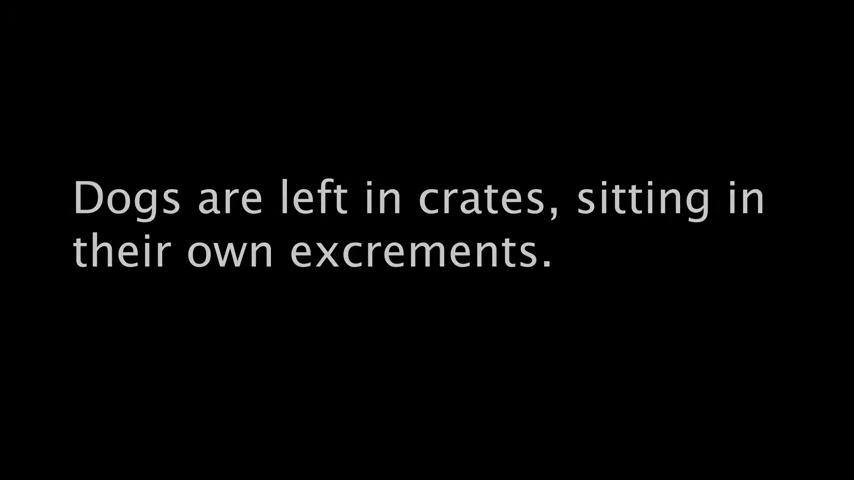 Dogs are left in crates, sitting in
their own excrements.